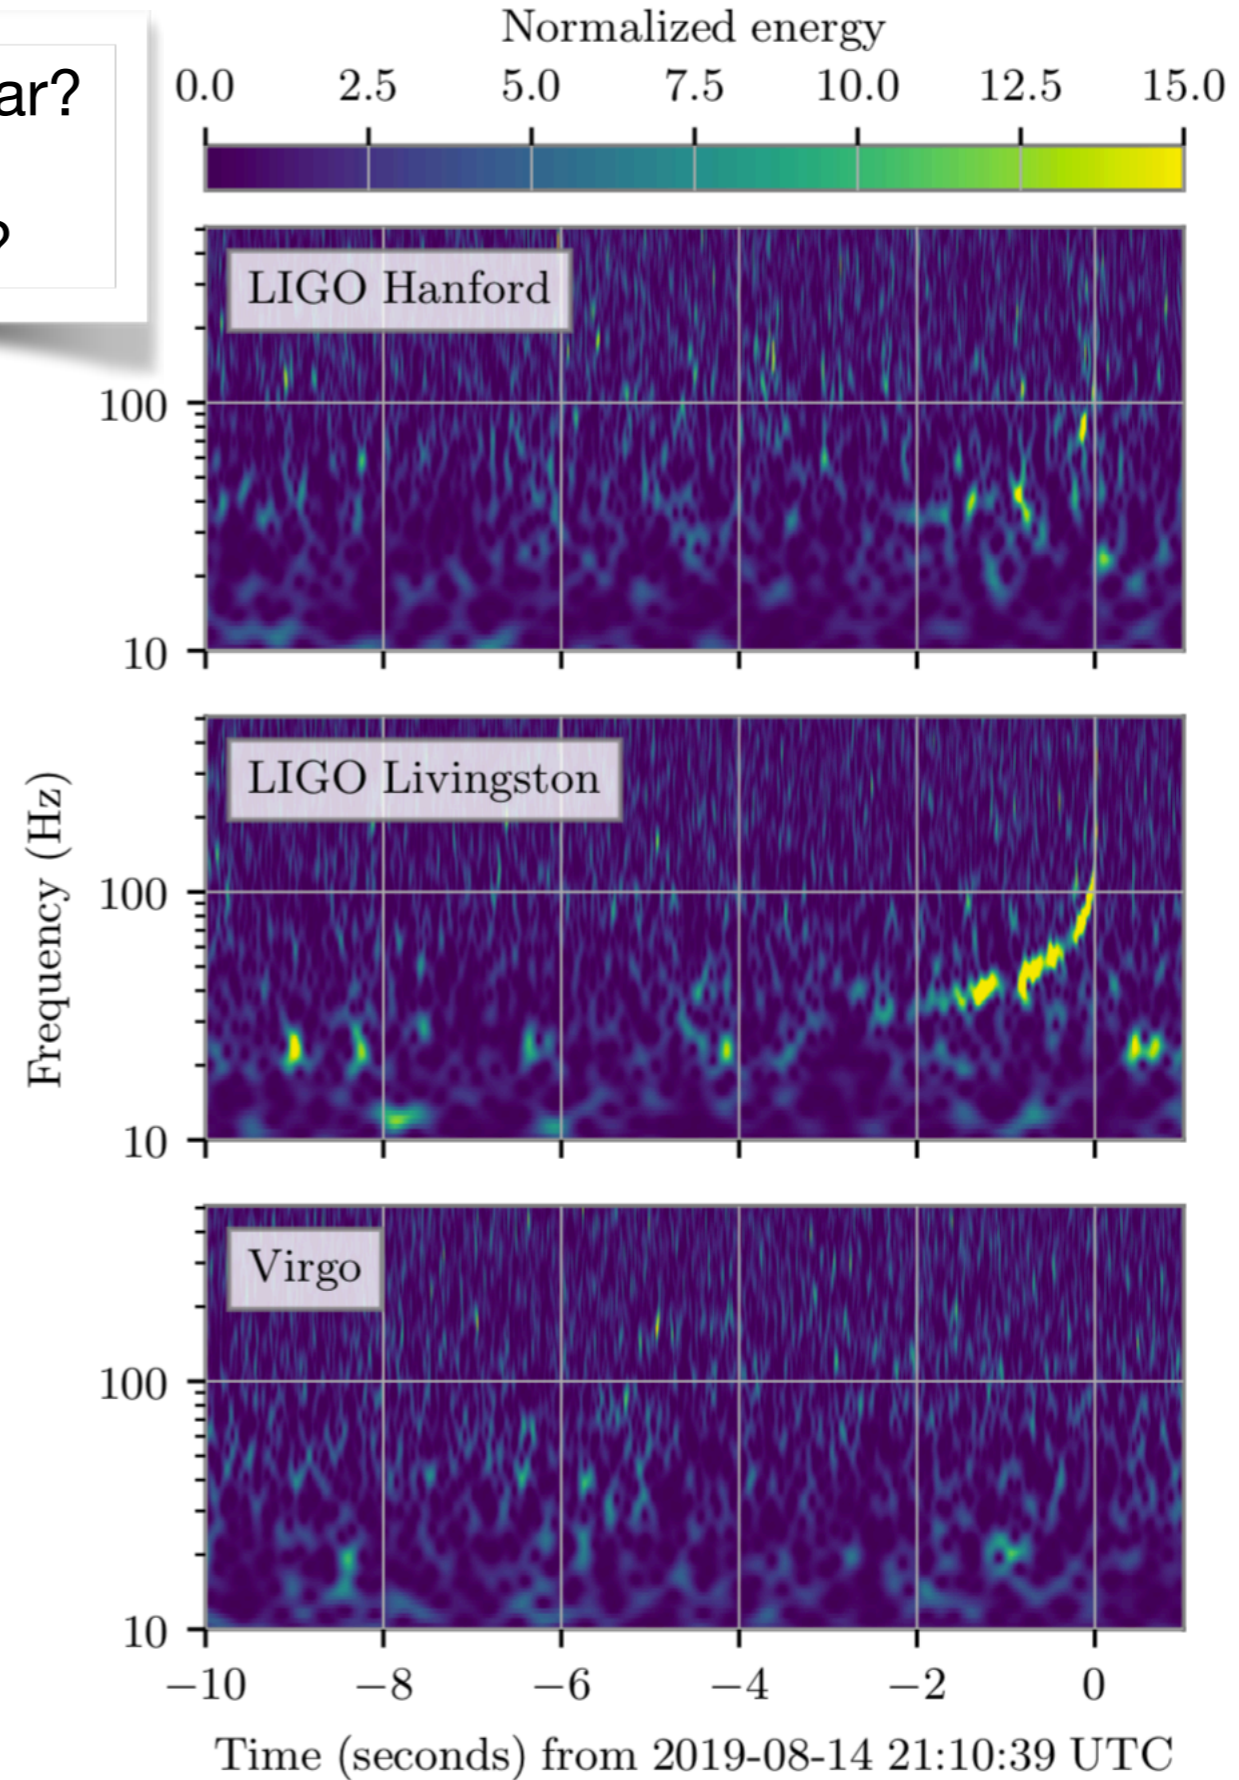 ar?
?
Normalized energy
0.0 2.5 5.0 7.5 10.0 12.5 15.0
LIGO Hanford
100
10
LIGO Livingston
Frequency (Hz)
100
10
Virgo
100
10
−10 −8 −6 −4 −2 0
Time (seconds) from 2019-08-14 21:10:39 UTC